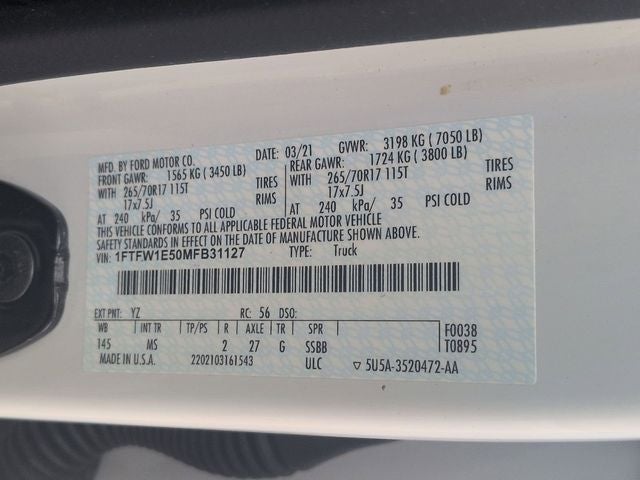 MFD. BY FORD MOTOR CO. DATE: 03/21 GVWR: 3198 KG ( 7050 LB)
FRONT GAWR: 1565 KG ( 3450 LB) REAR GAWR: 1724 KG ( 3800 LB)
WITH 265/70R17 115T TIRES WITH 265/70R17 115T TIRES
17x7.5J RIMS 17x7.5J RIMS
AT 240 kPa/ 35 PSI COLD AT 240 kPa/ 35 PSI COLD
THIS VEHICLE CONFORMS TO ALL APPLICABLE FEDERAL MOTOR VEHICLE
SAFETY STANDARDS IN EFFECT ON THE DATE OF MANUFACTURE SHOWN ABOVE.
VIN: 1FTFW1E50MFB31127 TYPE: Truck
EXT PNT: YZ RC: 56 DSO:
WB INT TR TP/PS R AXLE TR SPR F0038
145 MS 2 27 G SSBB T0895
MADE IN U.S.A. 2202103161543 ULC ▽ 5U5A-3520472-AA